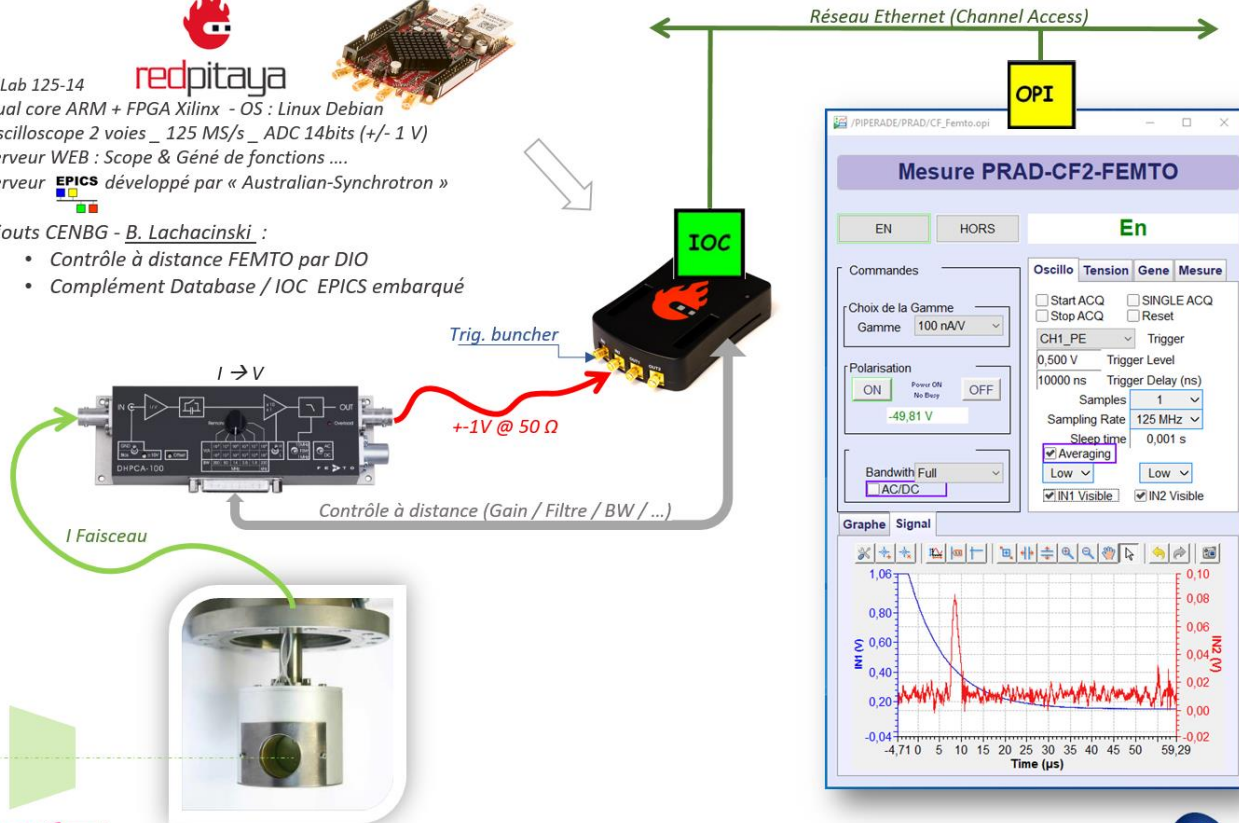 Réseau Ethernet (Channel Access)
redpitaya
Lab 125-14
ual core ARM + FPGA Xilinx - OS : Linux Debian
scilloscope 2 voies _ 125 MS/s _ ADC 14bits (+/- 1 V)
erveur WEB : Scope & Géné de fonctions ....
erveur EPICS développé par « Australian-Synchrotron »
outs CENBG - B. Lachacinski :
• Contrôle à distance FEMTO par DIO
• Complément Database / IOC EPICS embarqué
IOC
OPI
Trig. buncher
I → V
+-1V @ 50 Ω
IN
OUT
Remote
Overload
DHPCA-100
FEMTO
Contrôle à distance (Gain / Filtre / BW / ...)
I Faisceau
/PIPERADE/PRAD/CF_Femto.opi
Mesure PRAD-CF2-FEMTO
EN HORS En
Commandes
Choix de la Gamme
Gamme 100 nA/V
Polarisation
ON Power ON No Busy OFF
-49,81 V
Bandwith Full
AC/DC
Oscillo Tension Gene Mesure
Start ACQ SINGLE ACQ
Stop ACQ Reset
CH1_PE Trigger
0,500 V Trigger Level
10000 ns Trigger Delay (ns)
Samples 1
Sampling Rate 125 MHz
Sleep time 0,001 s
Averaging
Low Low
IN1 Visible IN2 Visible
Graphe Signal
1,06 0,10
0,80 0,08
0,60 0,06
0,40 0,04
0,20 0,02
-0,04 0,00
-0,02
IN1 (V)
IN2 (V)
-4,71 0 5 10 15 20 25 30 35 40 45 50 59,29
Time (µs)